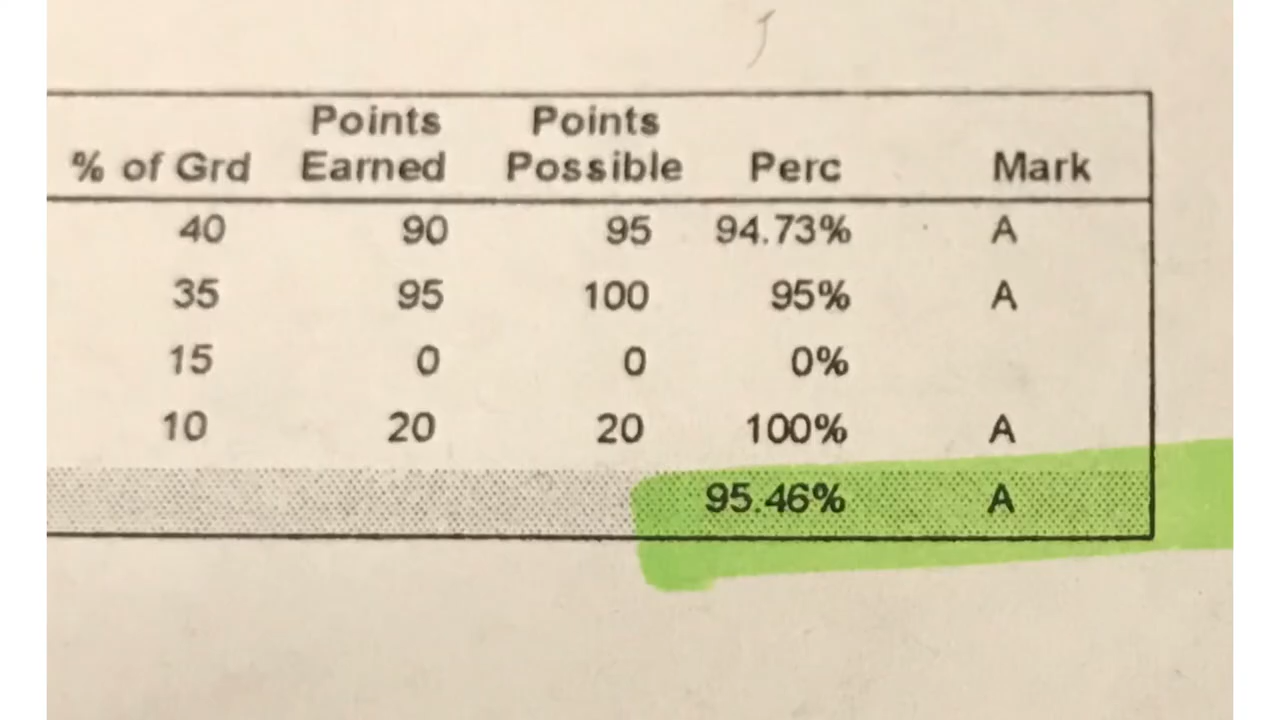 % of Grd Points Earned Points Possible Perc Mark
40 90 95 94.73% A
35 95 100 95% A
15 0 0 0%
10 20 20 100% A
95.46% A